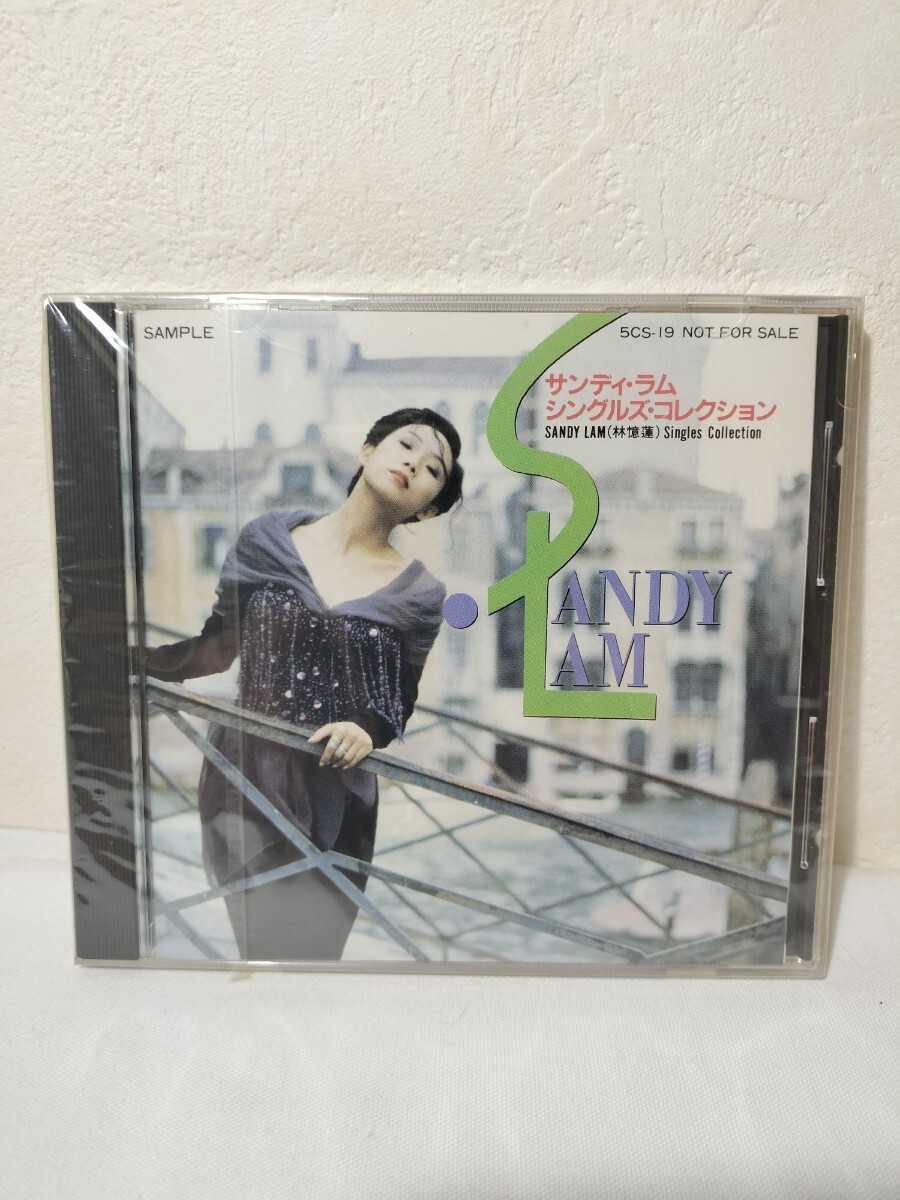 SAMPLE
5CS-19 NOT FOR SALE
サンディ・ラム
シングルズ・コレクション
SANDY LAM(林憶蓮) Singles Collection
SANDY
LAM